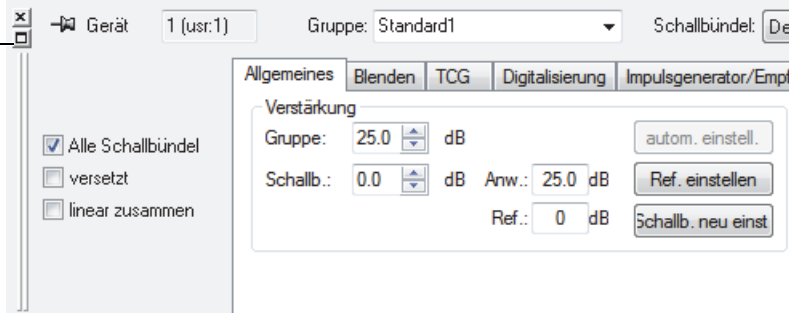 Gerät 1 (usr:1) Gruppe: Standard1 Schallbündel: De
Allgemeines Blenden TCG Digitalisierung Impulsgenerator/Empf
Verstärkung
Alle Schallbündel
versetzt
linear zusammen
Gruppe: 25.0 dB autom. einstell.
Schallb.: 0.0 dB Anw.: 25.0 dB Ref. einstellen
Ref.: 0 dB Schallb. neu einst